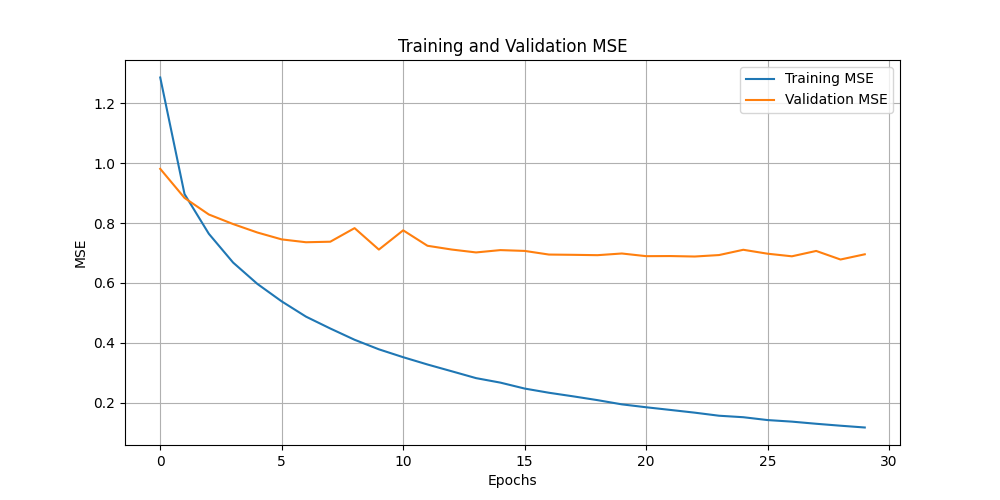 Training and Validation MSE
Training MSE
Validation MSE
MSE
1.2
1.0
0.8
0.6
0.4
0.2
0 5 10 15 20 25 30
Epochs